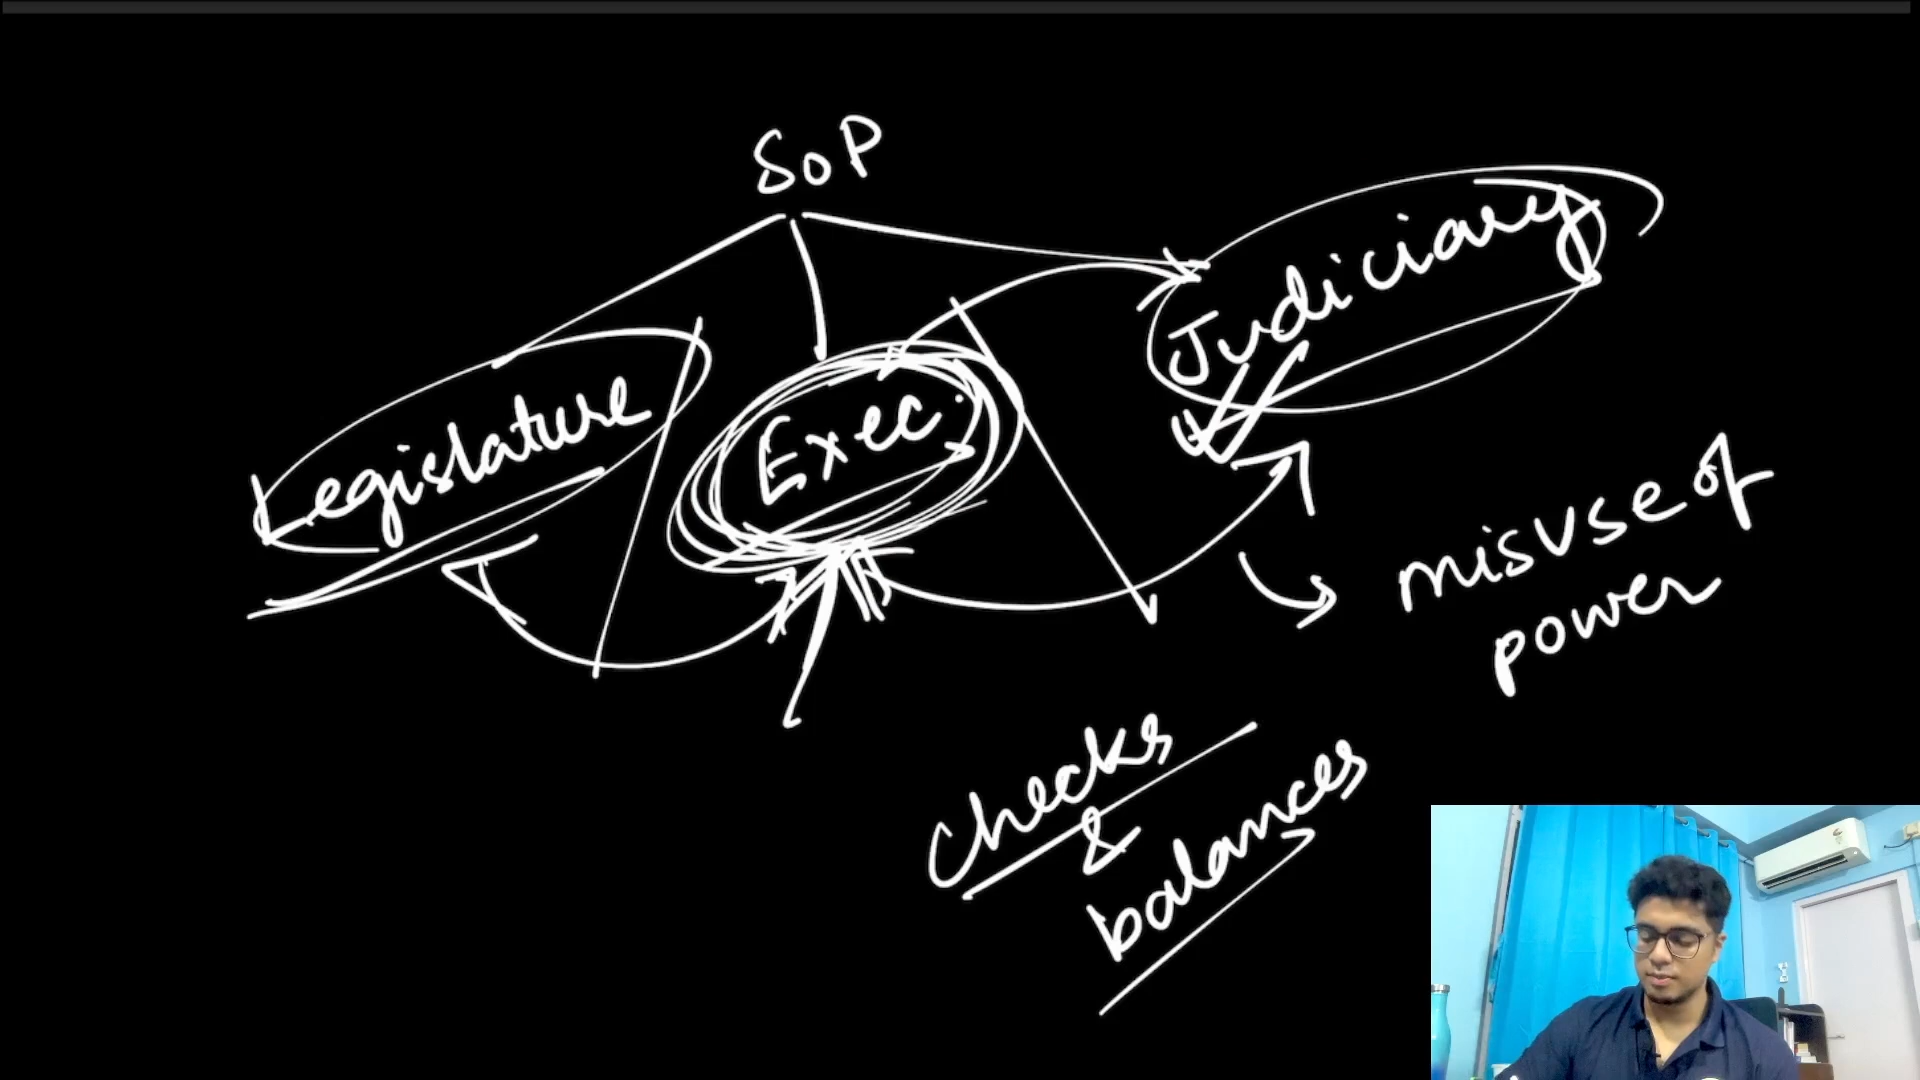 SoP
Judiciary
Legislature
Exec.
misuse of
power
checks
&
balances